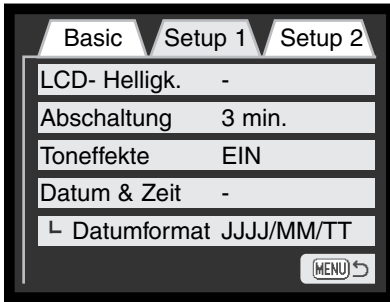 Basic Setup 1 Setup 2
LCD- Helligk. -
Abschaltung 3 min.
Toneffekte EIN
Datum & Zeit -
└ Datumformat JJJJ/MM/TT
MENU